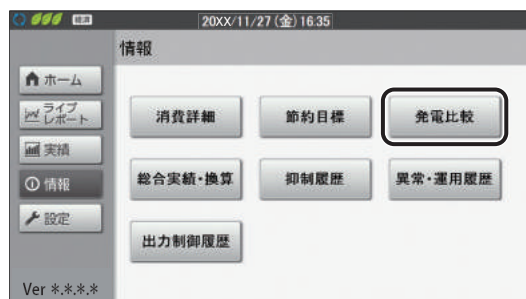 経済 20XX/11/27(金)16:35
情報
ホーム
ライブ
レポート
実績
情報
設定
消費詳細 節約目標 発電比較
総合実績・換算 抑制履歴 異常・運用履歴
出力制御履歴
Ver *.*.*.*